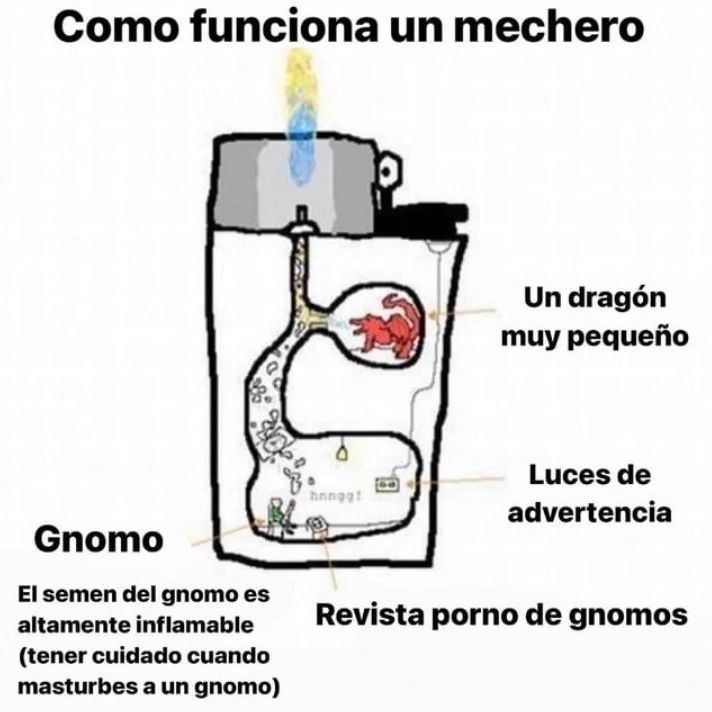 Como funciona un mechero
Un dragón
muy pequeño
hnngg!
Luces de
advertencia
Gnomo
El semen del gnomo es
altamente inflamable
(tener cuidado cuando
masturbes a un gnomo)
Revista porno de gnomos